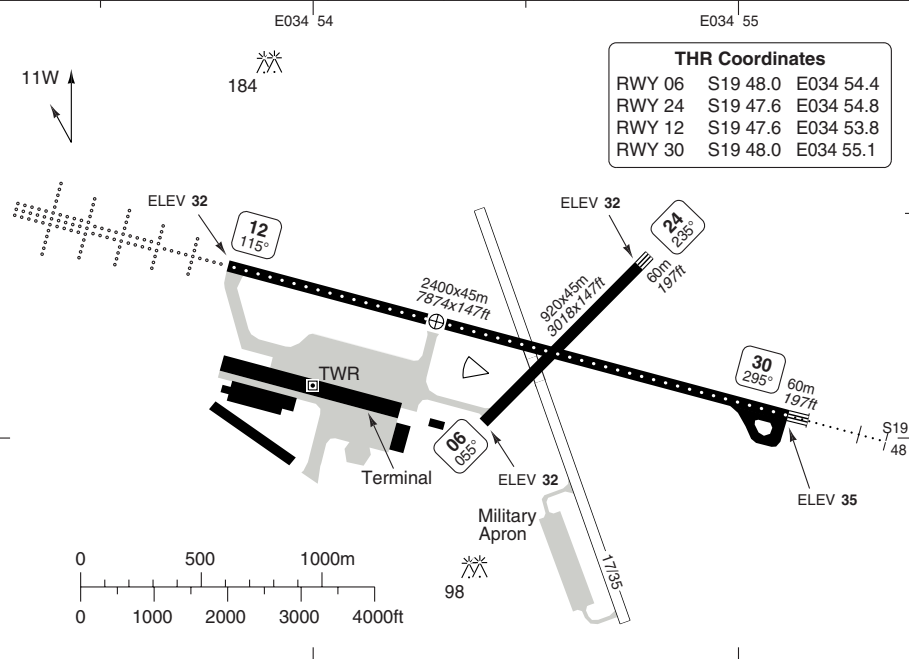 E034 54
E034 55
11W
184
THR Coordinates
RWY 06 S19 48.0 E034 54.4
RWY 24 S19 47.6 E034 54.8
RWY 12 S19 47.6 E034 53.8
RWY 30 S19 48.0 E034 55.1
ELEV 32
12
115°
ELEV 32
24
235°
60m
197ft
2400x45m
7874x147ft
920x45m
3018x147ft
TWR
30
295°
60m
197ft
S19
48
06
055°
Terminal
ELEV 32
ELEV 35
Military
Apron
17/35
98
0 500 1000m
0 1000 2000 3000 4000ft